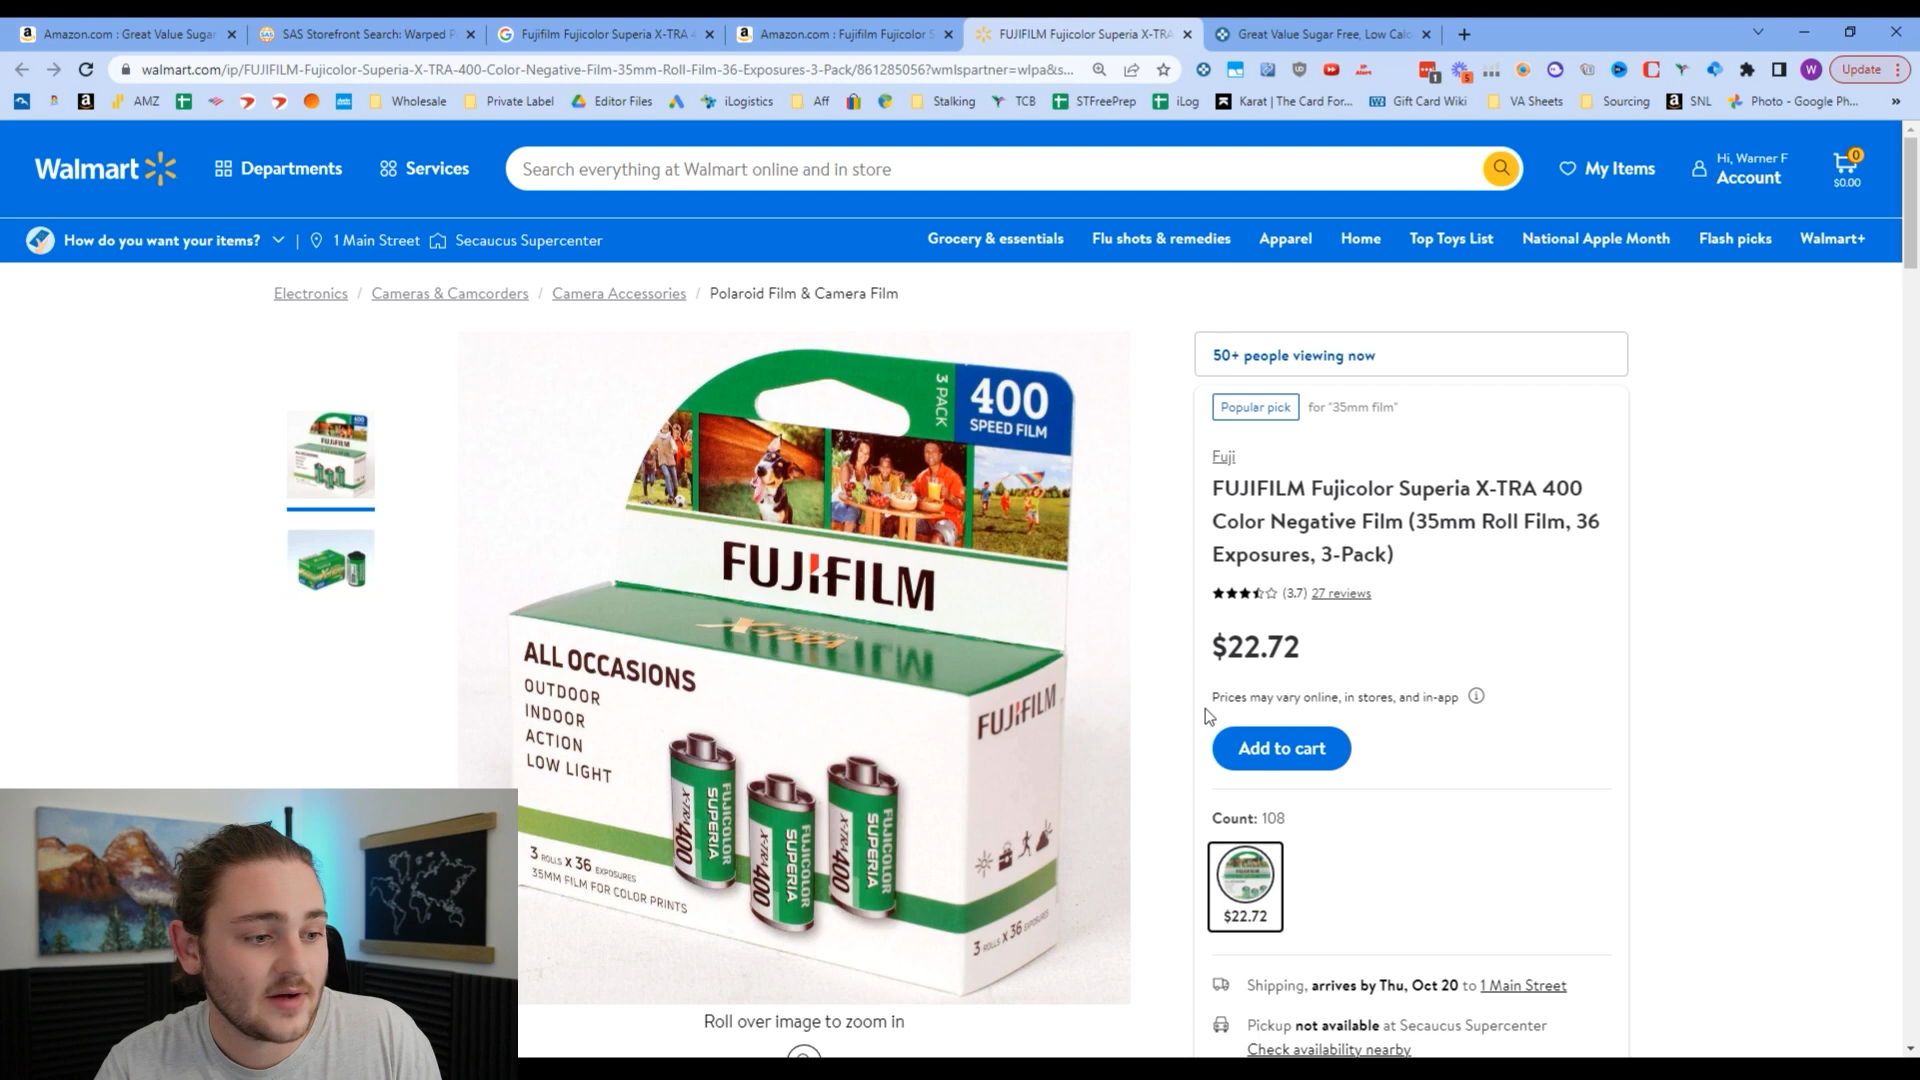 Amazon.com : Great Value Sugar
SAS Storefront Search: Warped P
Fujifilm Fujicolor Superia X-TRA 4
Amazon.com : Fujifilm Fujicolor S
FUJIFILM Fujicolor Superia X-TRA
Great Value Sugar Free, Low Calo
walmart.com/ip/FUJIFILM-Fujicolor-Superia-X-TRA-400-Color-Negative-Film-35mm-Roll-Film-36-Exposures-3-Pack/861285056?wmlspartner=wlpa&s...
W
Update
AMZ
Wholesale
Private Label
Editor Files
iLogistics
Aff
Stalking
TCB
STFreePrep
iLog
Karat | The Card For...
Gift Card Wiki
VA Sheets
Sourcing
SNL
Photo - Google Ph...
Walmart
Departments
Services
Search everything at Walmart online and in store
My Items
Hi, Warner F
Account
0
$0.00
How do you want your items?
1 Main Street
Secaucus Supercenter
Grocery & essentials
Flu shots & remedies
Apparel
Home
Top Toys List
National Apple Month
Flash picks
Walmart+
Electronics / Cameras & Camcorders / Camera Accessories / Polaroid Film & Camera Film
3 PACK
400
SPEED FILM
FUJIFILM
SUPERIA
X-TRA
ALL OCCASIONS
OUTDOOR
INDOOR
ACTION
LOW LIGHT
FUJIFILM
FUJICOLOR
SUPERIA
X-TRA 400
FUJICOLOR
SUPERIA
X-TRA 400
FUJICOLOR
SUPERIA
X-TRA 400
3 ROLLS X 36 EXPOSURES
35MM FILM FOR COLOR PRINTS
3 ROLLS X 36 EXPOSURES
Roll over image to zoom in
50+ people viewing now
Popular pick for "35mm film"
Fuji
FUJIFILM Fujicolor Superia X-TRA 400
Color Negative Film (35mm Roll Film, 36
Exposures, 3-Pack)
(3.7) 27 reviews
$22.72
Prices may vary online, in stores, and in-app
Add to cart
Count: 108
$22.72
Shipping, arrives by Thu, Oct 20 to 1 Main Street
Pickup not available at Secaucus Supercenter
Check availability nearby